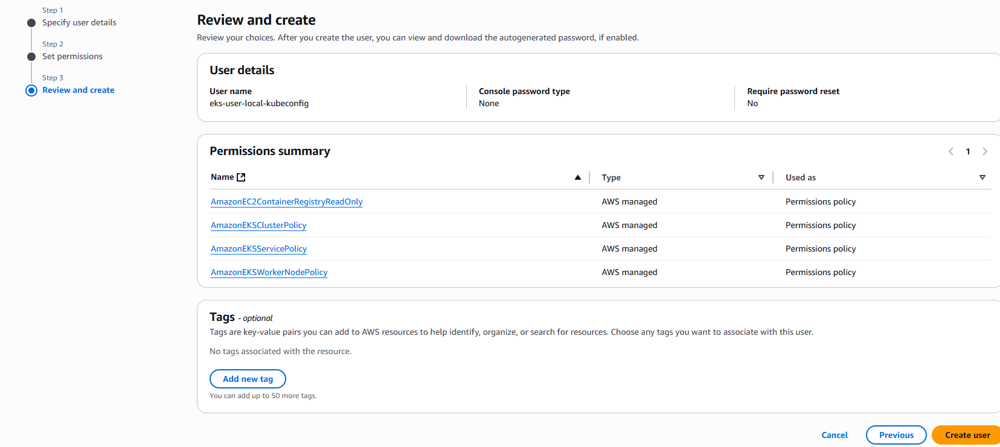 Step 1
Specify user details
Step 2
Set permissions
Step 3
Review and create
Review and create
Review your choices. After you create the user, you can view and download the autogenerated password, if enabled.
User details
User name
eks-user-local-kubeconfig
Console password type
None
Require password reset
No
Permissions summary
1
Name Type Used as
AmazonEC2ContainerRegistryReadOnly AWS managed Permissions policy
AmazonEKSClusterPolicy AWS managed Permissions policy
AmazonEKSServicePolicy AWS managed Permissions policy
AmazonEKSWorkerNodePolicy AWS managed Permissions policy
Tags - optional
Tags are key-value pairs you can add to AWS resources to help identify, organize, or search for resources. Choose any tags you want to associate with this user.
No tags associated with the resource.
Add new tag
You can add up to 50 more tags.
Cancel Previous Create user